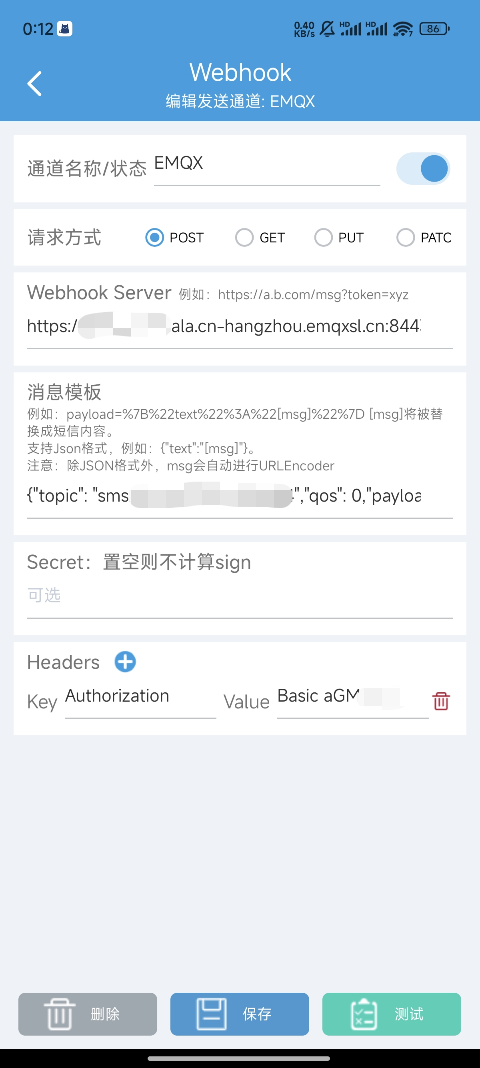 0:12 0.40 KB/s HD HD 7 86
Webhook
编辑发送通道: EMQX
通道名称/状态 EMQX
请求方式 POST GET PUT PATC
Webhook Server 例如：https://a.b.com/msg?token=xyz
https:/ ala.cn-hangzhou.emqxsl.cn:844
消息模板
例如：payload=%7B%22text%22%3A%22[msg]%22%7D [msg]将被替
换成短信内容。
支持Json格式，例如：{"text":"[msg]"}。
注意：除JSON格式外，msg会自动进行URLEncoder
{"topic": "sms ","qos": 0,"payloa
Secret：置空则不计算sign
可选
Headers
Key Authorization Value Basic aGM
删除 保存 测试